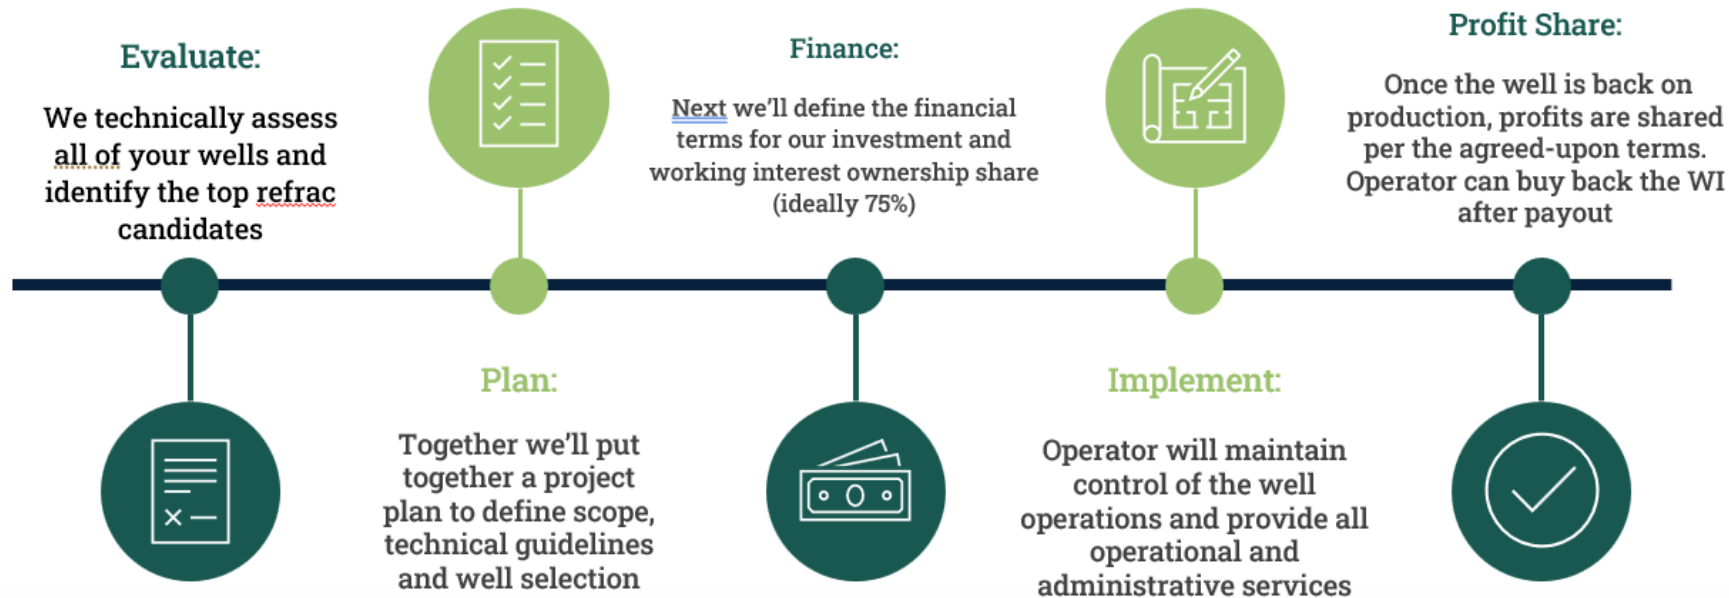 Evaluate:
We technically assess
all of your wells and
identify the top refrac
candidates
Plan:
Together we'll put
together a project
plan to define scope,
technical guidelines
and well selection
Finance:
Next we'll define the financial
terms for our investment and
working interest ownership share
(ideally 75%)
Implement:
Operator will maintain
control of the well
operations and provide all
operational and
administrative services
Profit Share:
Once the well is back on
production, profits are shared
per the agreed-upon terms.
Operator can buy back the WI
after payout